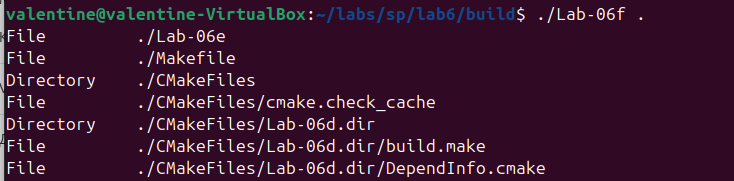 valentine@valentine-VirtualBox:~/labs/sp/lab6/build$ ./Lab-06f .
File        ./Lab-06e
File        ./Makefile
Directory   ./CMakeFiles
File        ./CMakeFiles/cmake.check_cache
Directory   ./CMakeFiles/Lab-06d.dir
File        ./CMakeFiles/Lab-06d.dir/build.make
File        ./CMakeFiles/Lab-06d.dir/DependInfo.cmake